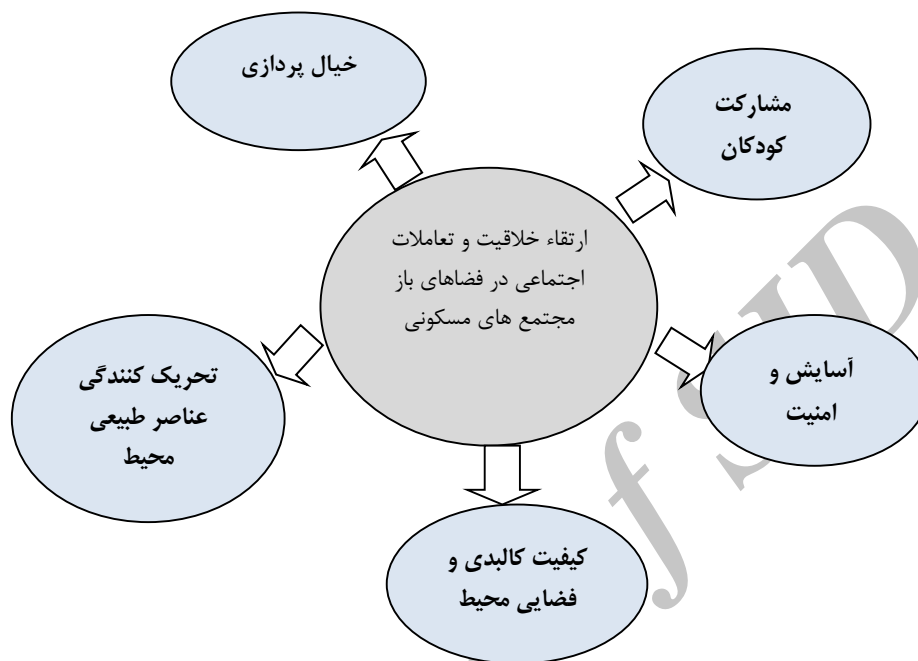 خیال پردازی
مشارکت
کودکان
ارتقاء خلاقیت و تعاملات
اجتماعی در فضاهای باز
مجتمع های مسکونی
آسایش و
امنیت
تحریک کنندگی
عناصر طبیعی
محیط
کیفیت کالبدی و
فضایی محیط
f SID